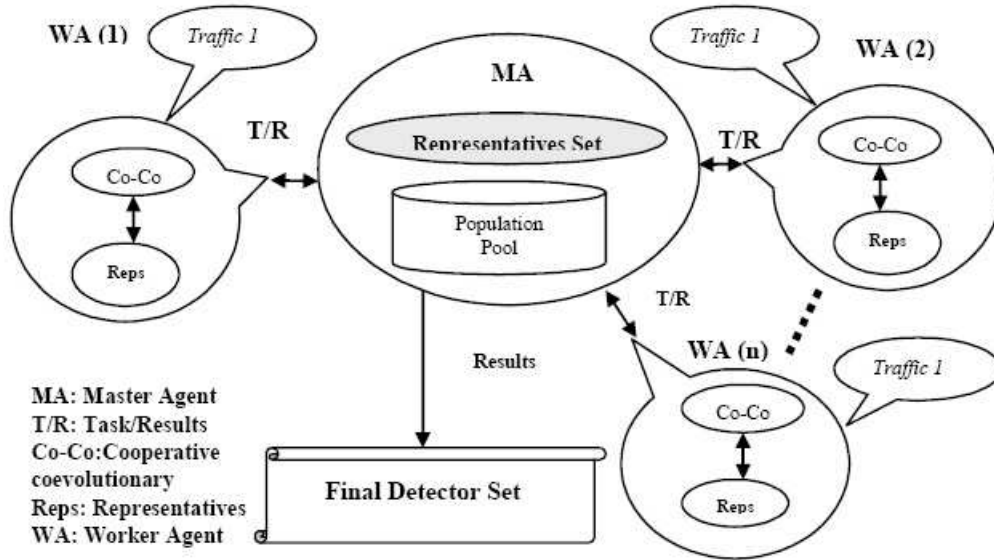 WA (1)
Traffic 1
MA
Traffic 1
WA (2)
T/R
Representatives Set
T/R
Co-Co
Co-Co
Population
Pool
Reps
Reps
T/R
Results
WA (n)
Traffic 1
Co-Co
Reps
MA: Master Agent
T/R: Task/Results
Co-Co:Cooperative
coevolutionary
Reps: Representatives
WA: Worker Agent
Final Detector Set